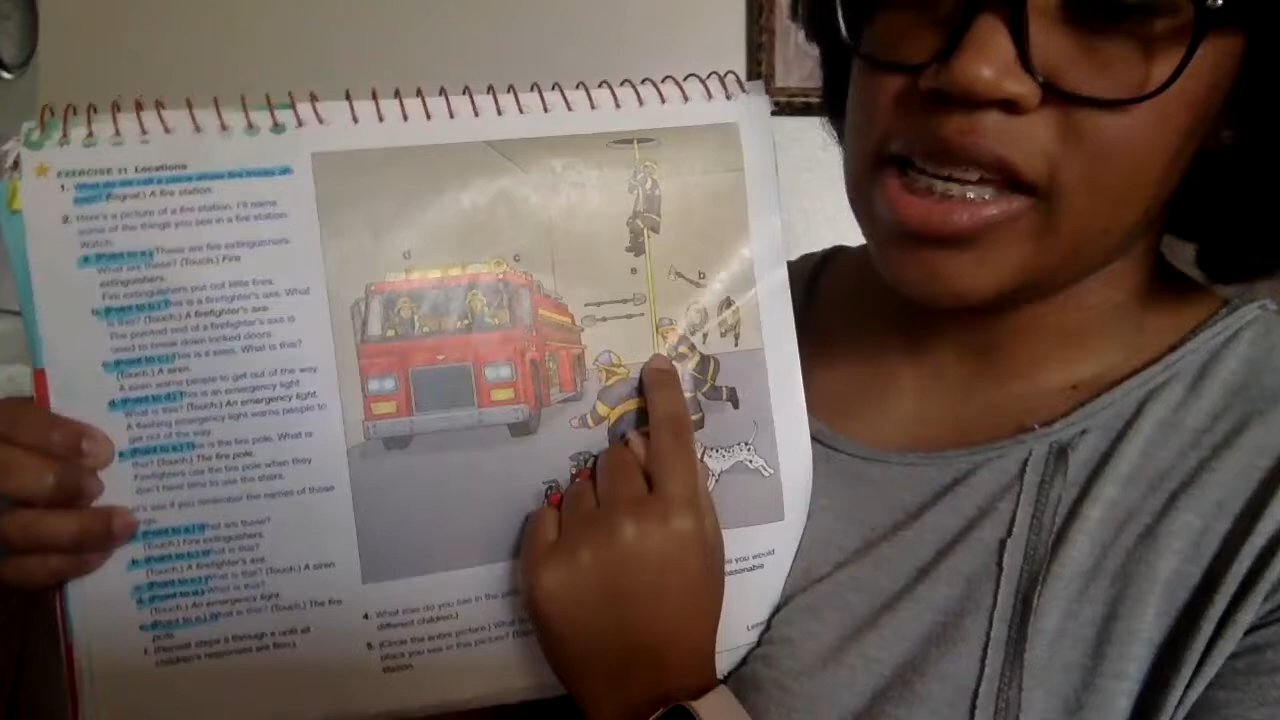 EXERCISE 11 Locations
1. What do we call a place where fire trucks are
kept? (Signal.) A fire station.
2. Here's a picture of a fire station. I'll name
some of the things you see in a fire station.
Watch.
a. (Point to a.) These are fire extinguishers.
What are these? (Touch.) Fire
extinguishers.
Fire extinguishers put out little fires.
b. (Point to b.) This is a firefighter's axe. What
is this? (Touch.) A firefighter's axe.
The pointed end of a firefighter's axe is
used to break down locked doors.
c. (Point to c.) This is a siren. What is this?
(Touch.) A siren.
A siren warns people to get out of the way.
d. (Point to d.) This is an emergency light.
What is this? (Touch.) An emergency light.
A flashing emergency light warns people to
get out of the way.
e. (Point to e.) This is the fire pole. What is
this? (Touch.) The fire pole.
Firefighters use the fire pole when they
don't have time to use the stairs.
see if you remember the names of those
a. (Point to a.) What are these?
(Touch.) Fire extinguishers.
b. (Point to b.) What is this?
(Touch.) A firefighter's axe.
c. (Point to c.) What is this? (Touch.) A siren.
d. (Point to d.) What is this?
(Touch.) An emergency light.
e. (Point to e.) What is this? (Touch.) The fire
pole.
f. (Repeat steps a through e until all
children's responses are firm.)
d
c
e
b
you would
4. What else do you see in the
different children.)
5. (Circle the entire picture.) What
place you see in this picture?
station.